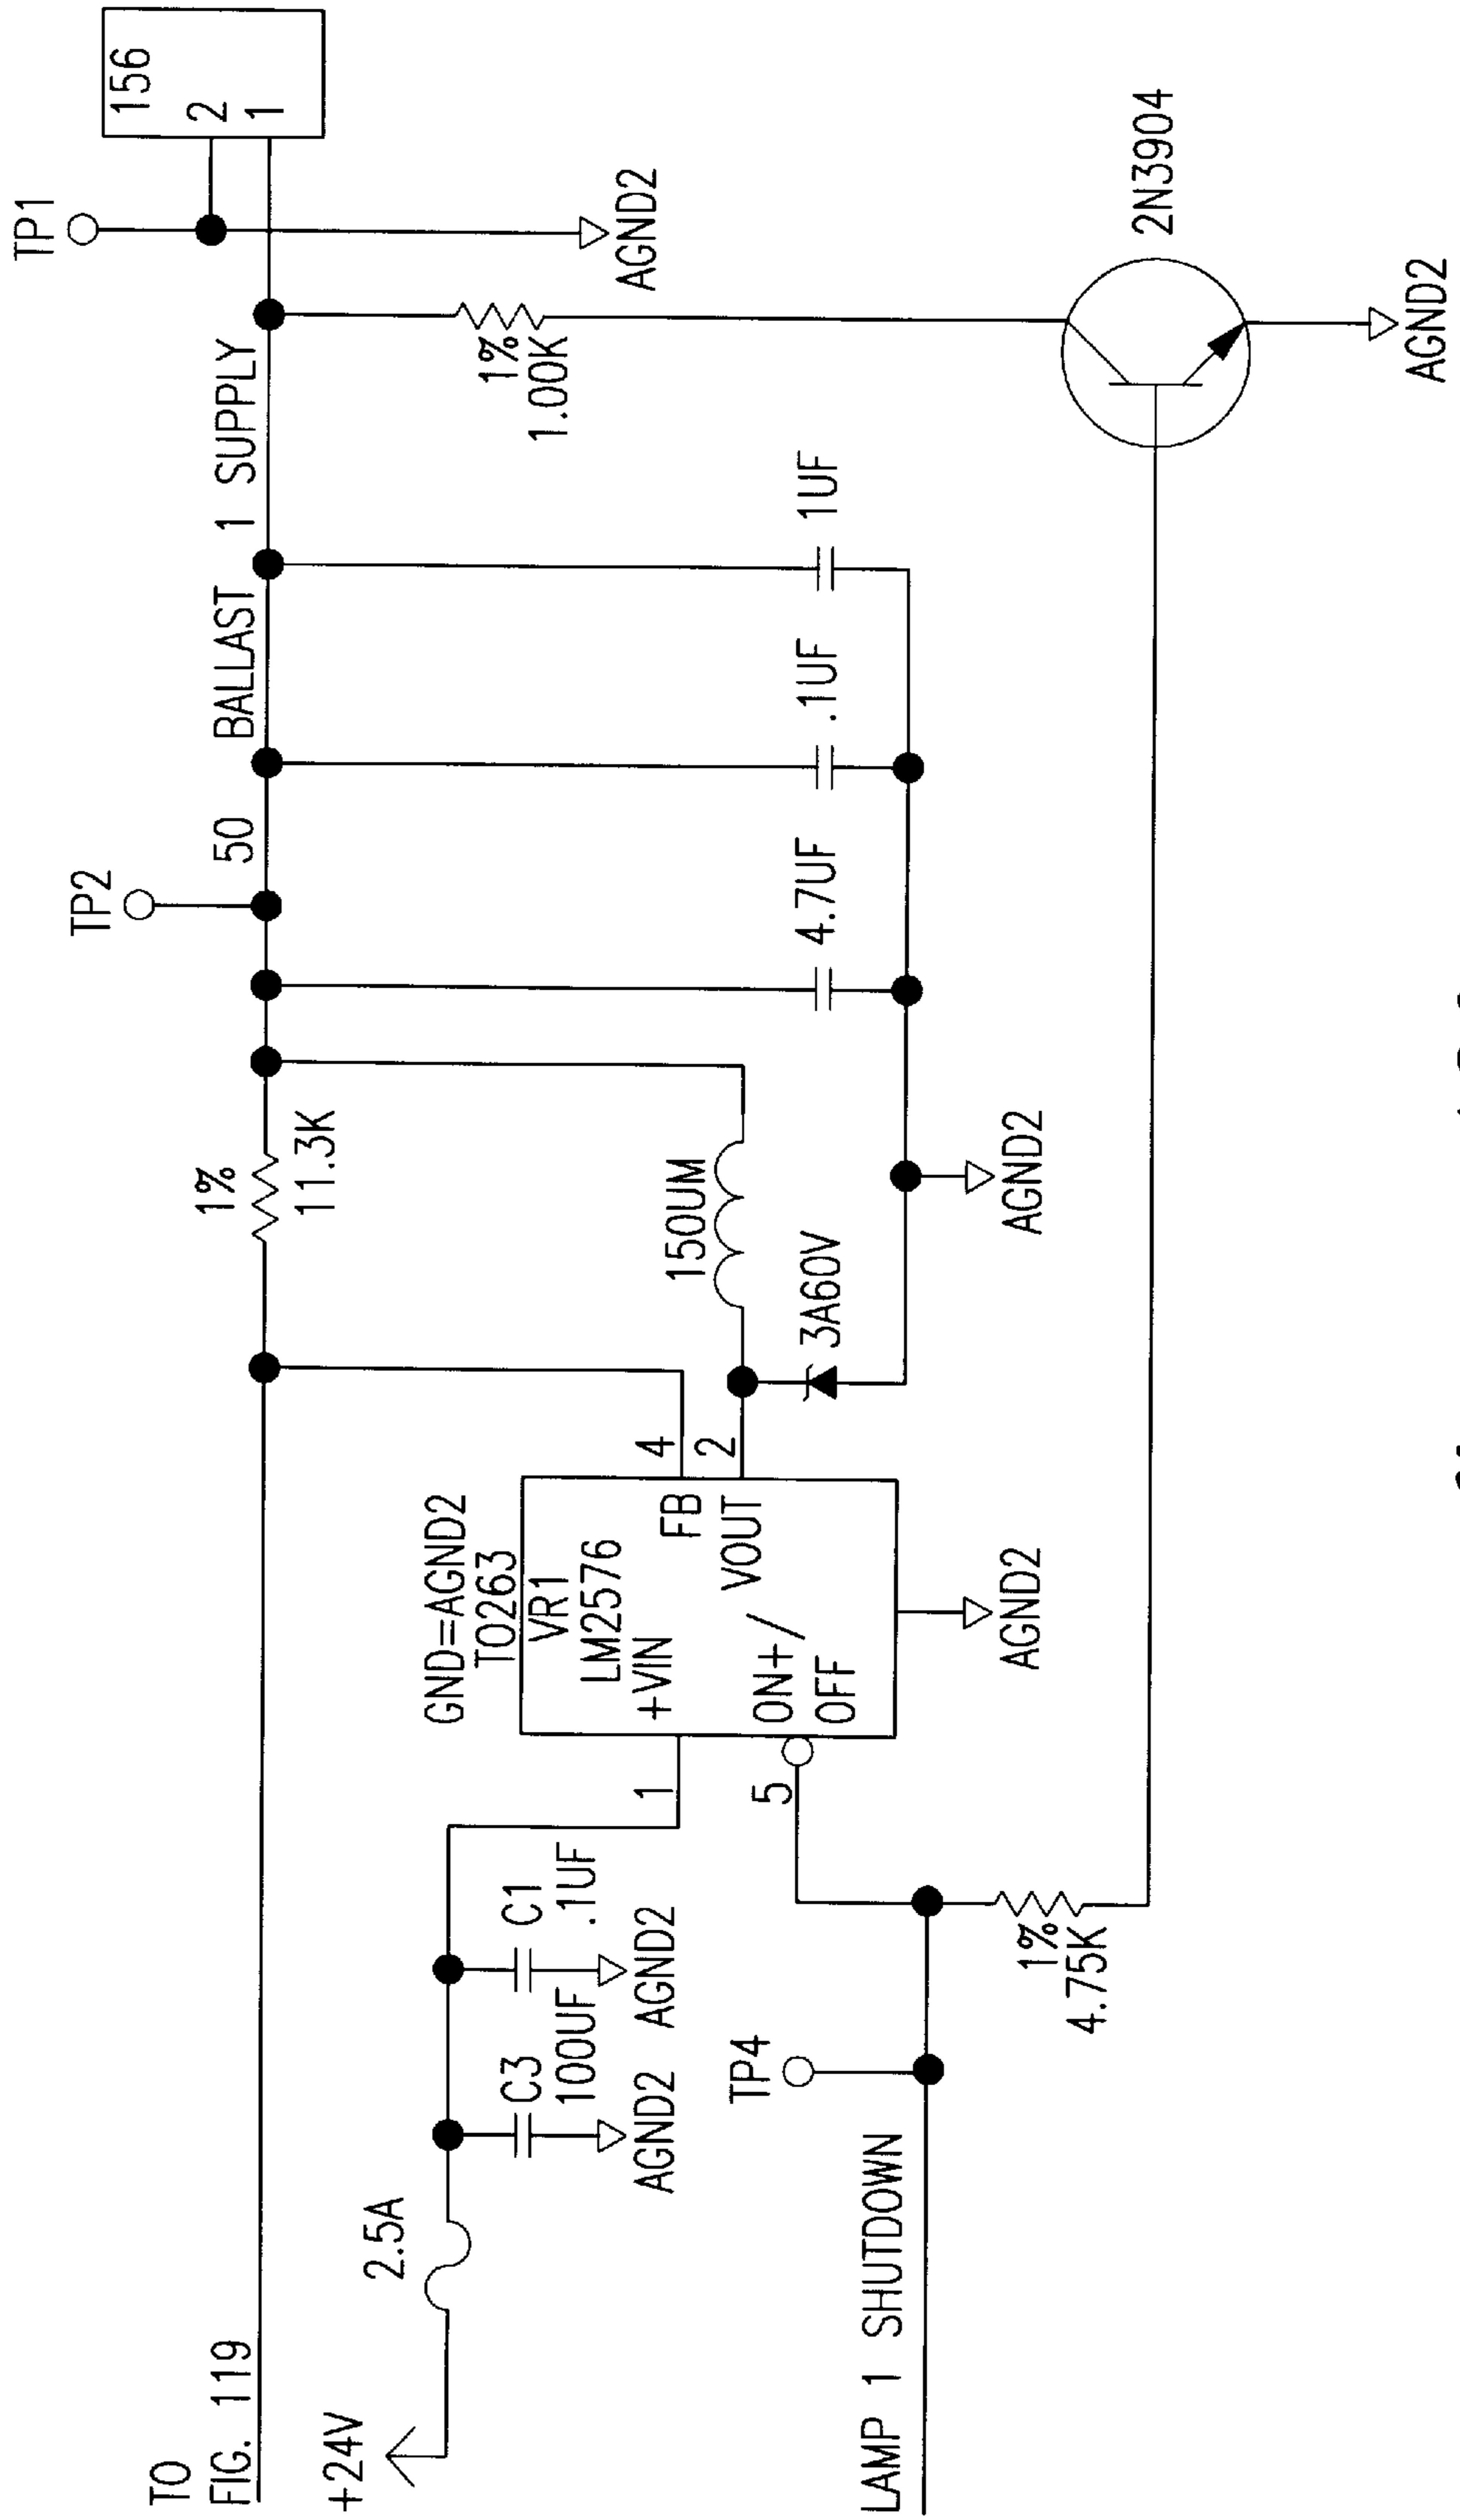 TP1
156
2
1
TP2
50 BALLAST 1 SUPPLY
TO
FIG. 119
1%
11.3K
AGND2
1%
1.00K
+24V
2.5A
GND=AGND2
TO263
VR1
LM2576
+VIN
FB
VOUT
ON+/
OFF
1
4
2
5
C3
100UF
AGND2
C1
.1UF
AGND2
150UM
3A60V
4.7UF
.1UF
1UF
TP4
LAMP 1 SHUTDOWN
AGND2
AGND2
1%
4.75K
2N3904
AGND2